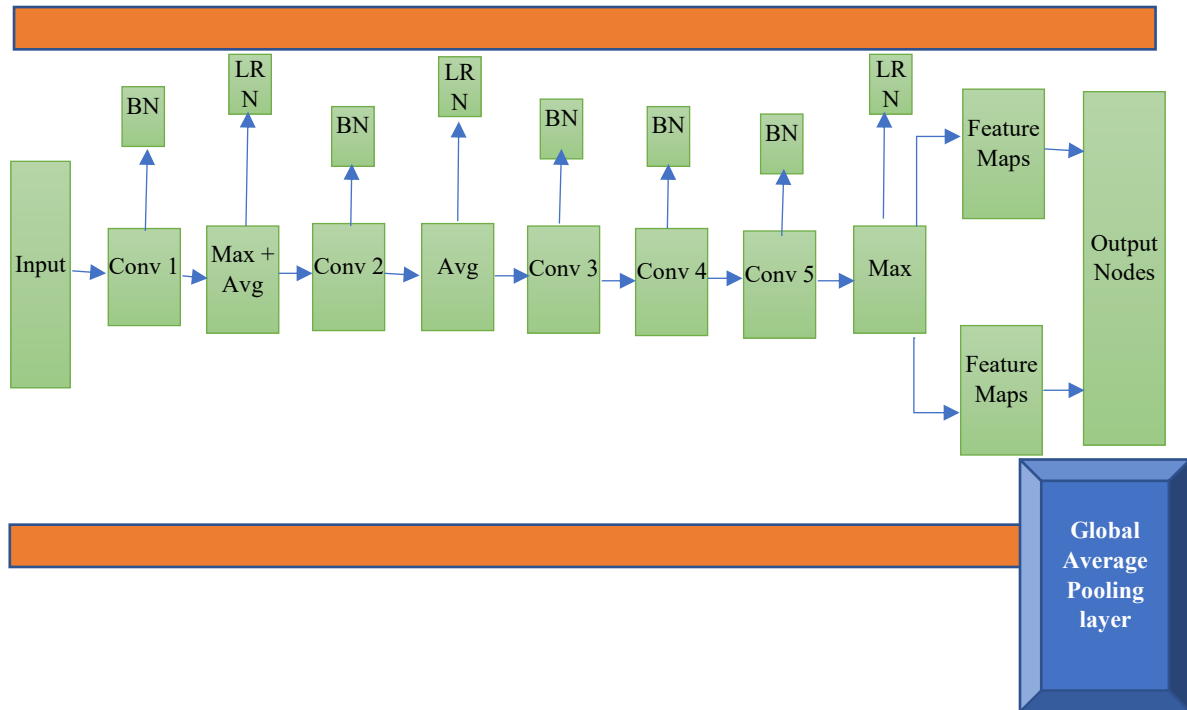 BN
LR
N
BN
LR
N
BN
BN
BN
LR
N
Input
Conv 1
Max +
Avg
Conv 2
Avg
Conv 3
Conv 4
Conv 5
Max
Feature
Maps
Feature
Maps
Output
Nodes
Global
Average
Pooling
layer